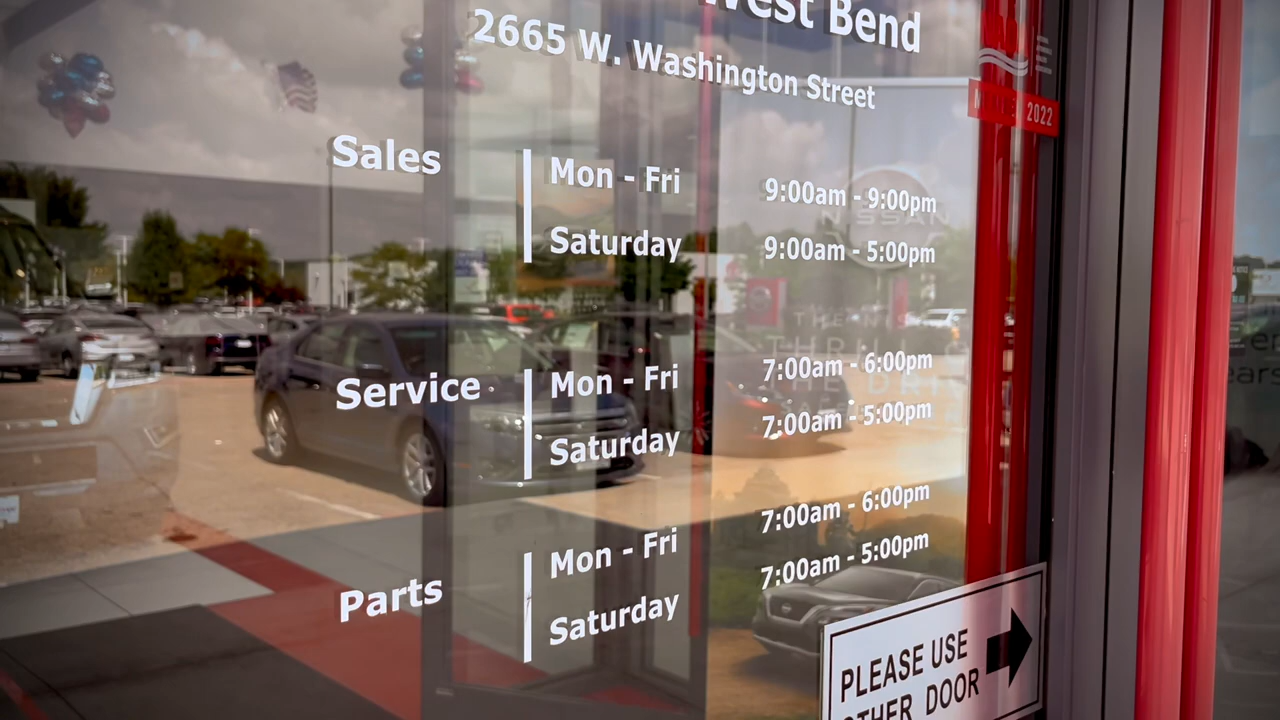 West Bend
2665 W. Washington Street
2022
Sales
Mon - Fri 9:00am - 9:00pm
Saturday 9:00am - 5:00pm
NISSAN
THRILL
Service
Mon - Fri 7:00am - 6:00pm
Saturday 7:00am - 5:00pm
Parts
Mon - Fri 7:00am - 6:00pm
Saturday 7:00am - 5:00pm
PLEASE USE
OTHER DOOR